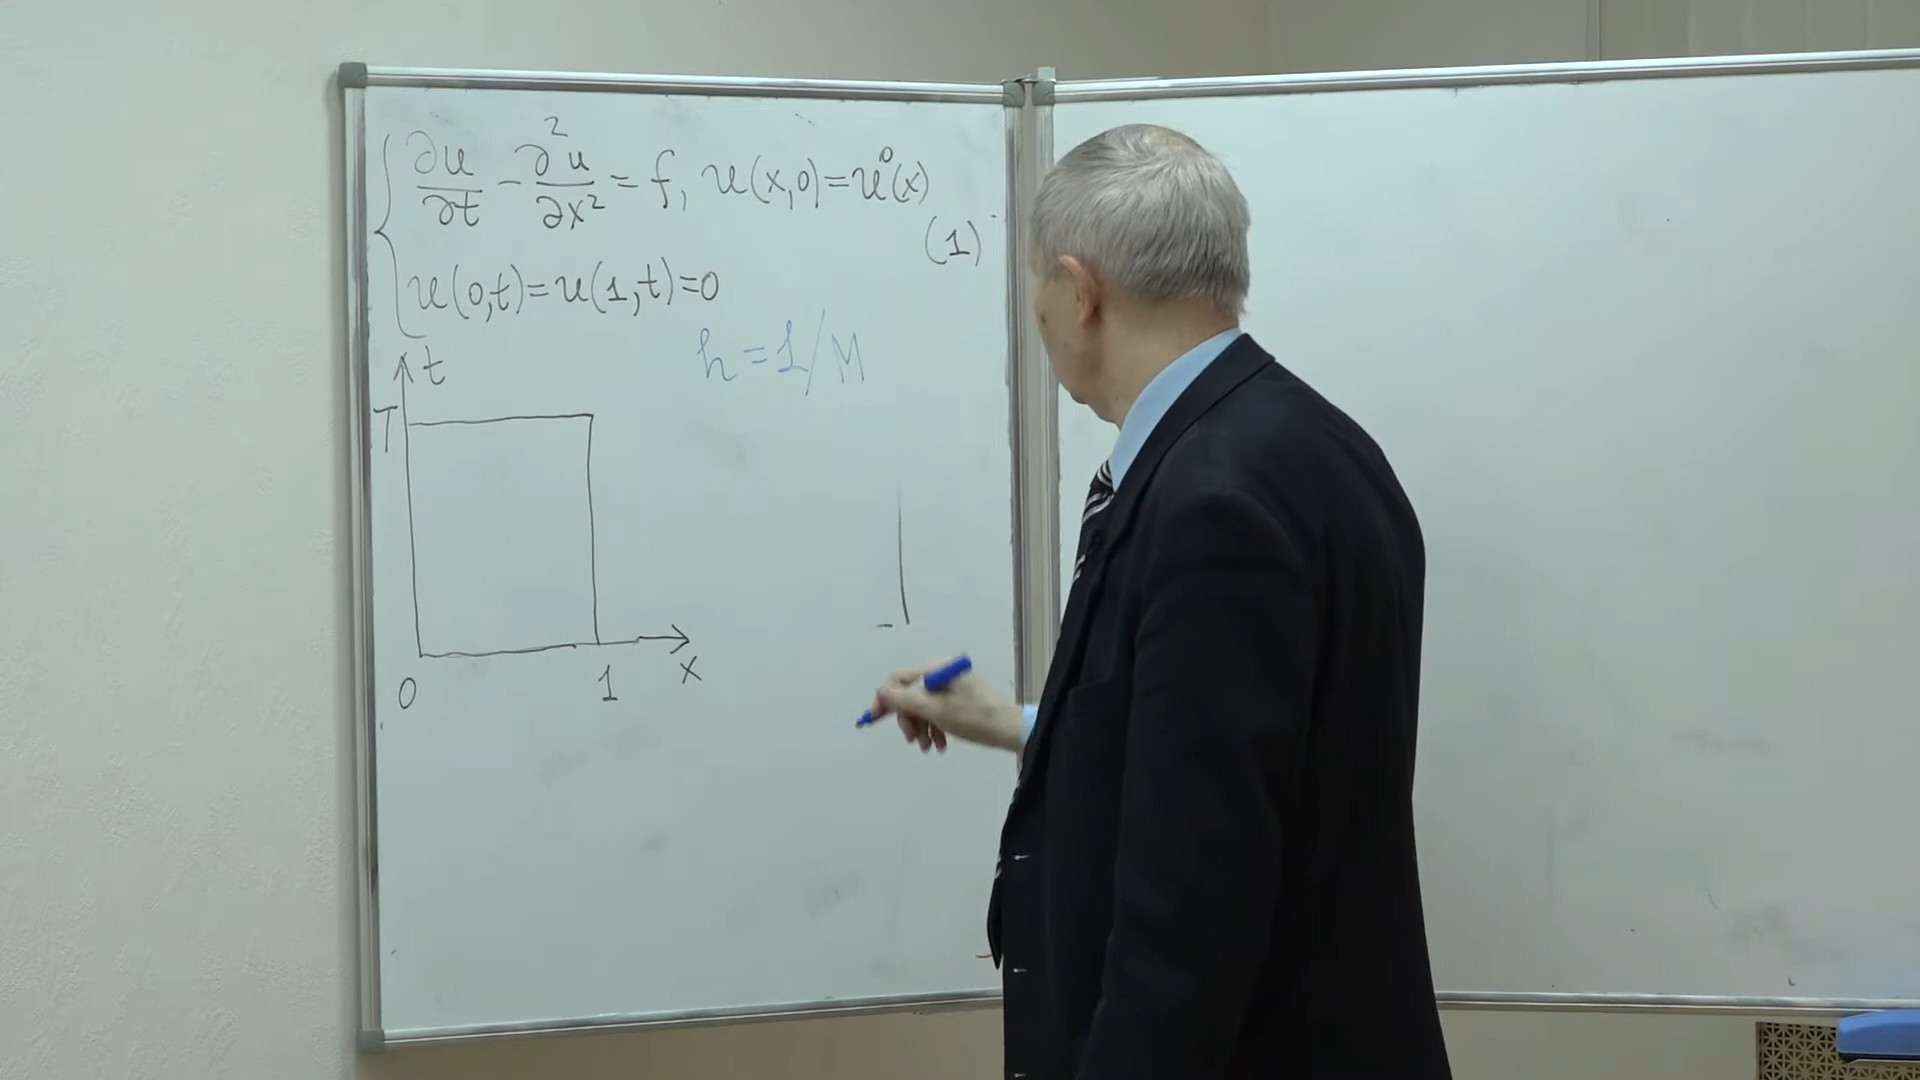 ∂u/∂t − ∂²u/∂x² = f, u(x,0)=u⁰(x)
(1)
u(0,t)=u(1,t)=0
h=1/M
t
T
0
1
x